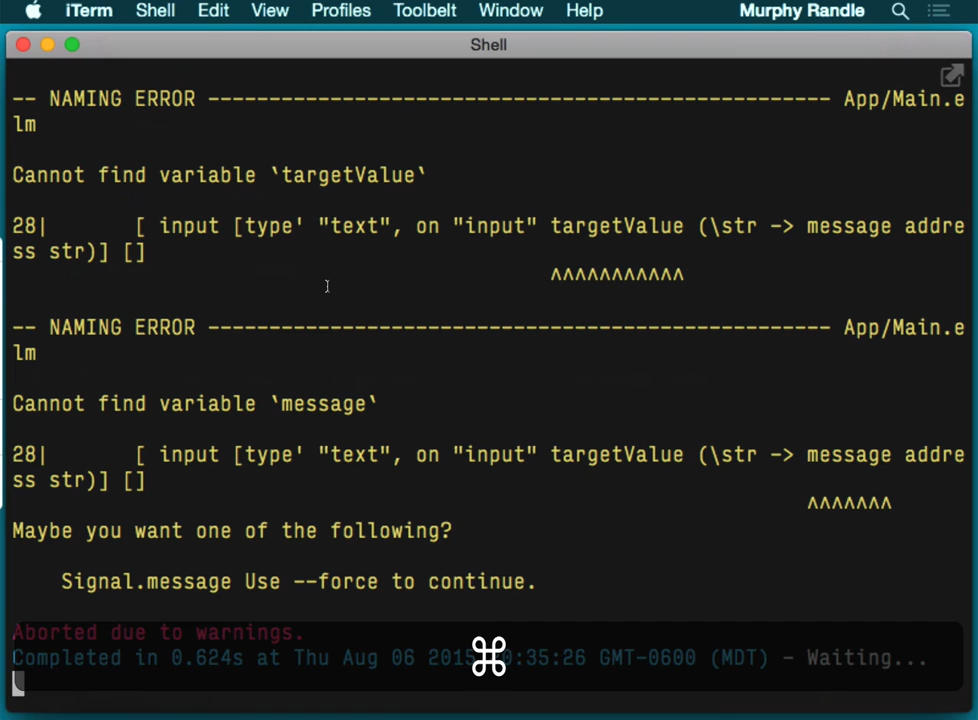 iTerm Shell Edit View Profiles Toolbelt Window Help Murphy Randle
Shell
-- NAMING ERROR --------------------------------------------------- App/Main.e
lm
Cannot find variable `targetValue`
28|       [ input [type' "text", on "input" targetValue (\str -> message addre
ss str)] []
^^^^^^^^^^^
-- NAMING ERROR --------------------------------------------------- App/Main.e
lm
Cannot find variable `message`
28|       [ input [type' "text", on "input" targetValue (\str -> message addre
ss str)] []
^^^^^^^
Maybe you want one of the following?
Signal.message Use --force to continue.
Aborted due to warnings.
Completed in 0.624s at Thu Aug 06 2015 0:35:26 GMT-0600 (MDT) - Waiting...
⌘